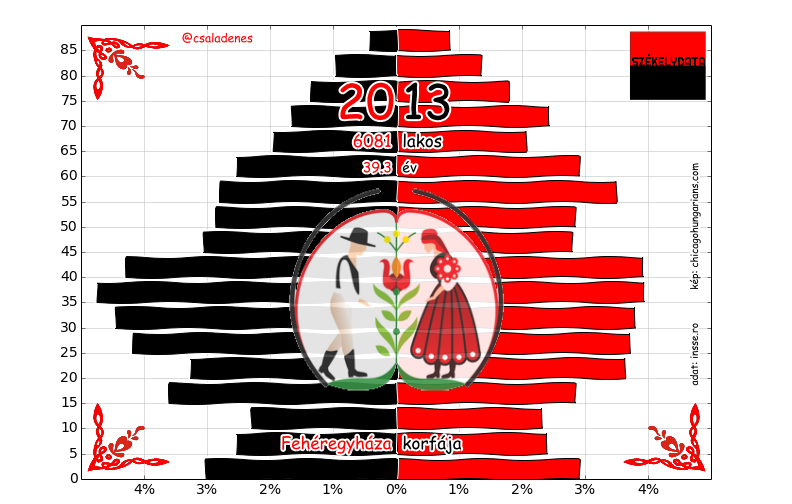 @csaladenes
SZÉKELYDATA
2013
6081 lakos
39.3 év
kép: chicagohungarians.com
adat: insse.ro
Fehéregyháza korfája
85
80
75
70
65
60
55
50
45
40
35
30
25
20
15
10
5
0
4% 3% 2% 1% 0% 1% 2% 3% 4%